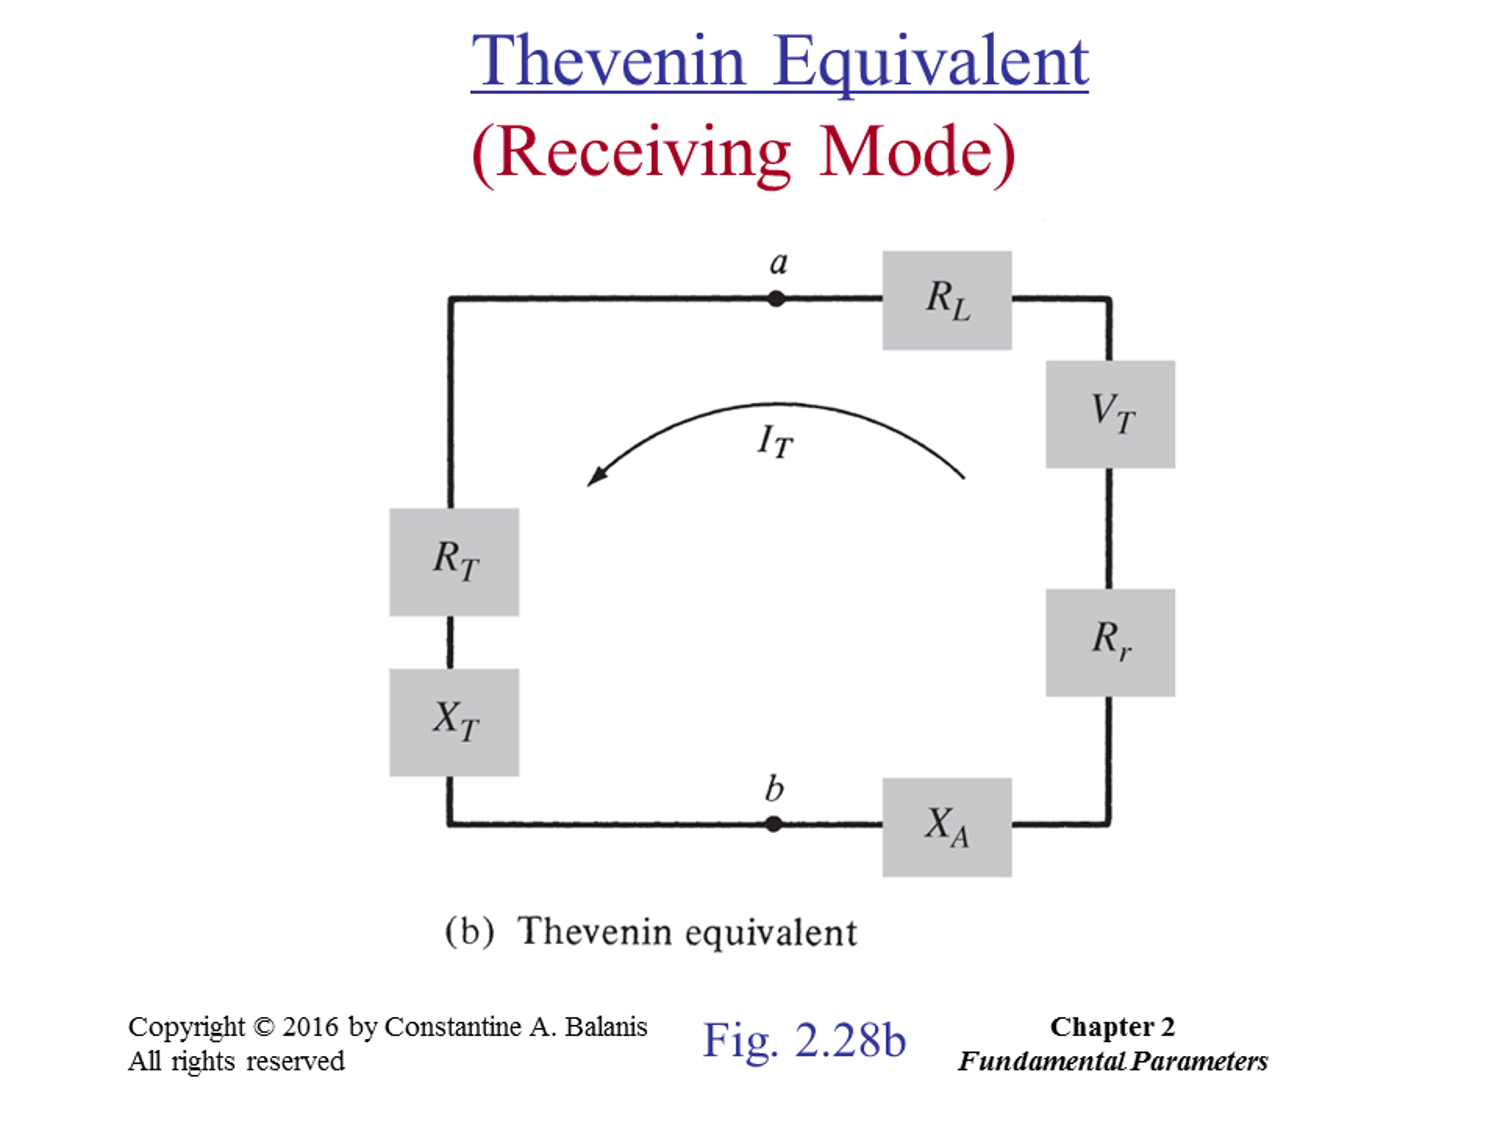 Thevenin Equivalent
(Receiving Mode)
a
R_L
V_T
I_T
R_T
R_r
X_T
b
X_A
(b) Thevenin equivalent
Copyright © 2016 by Constantine A. Balanis
All rights reserved
Fig. 2.28b
Chapter 2
Fundamental Parameters